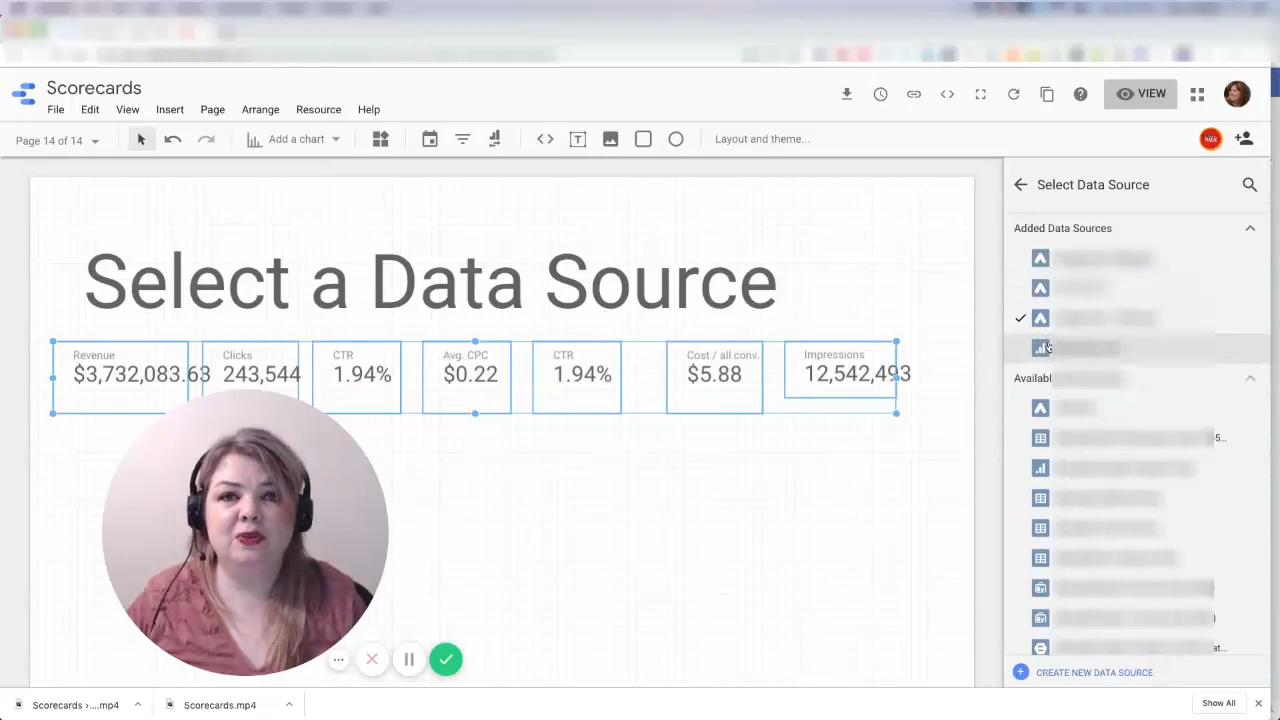 Scorecards
File Edit View Insert Format Page Arrange Resource Help
VIEW
Page 14 of 14
Add a chart
Layout and theme...
Select Data Source
Added Data Sources
Select a Data Source
Revenue
$3,732,083.63
Clicks
243,544
CTR
1.94%
Avg. CPC
$0.22
CTR
1.94%
Cost / all conv.
$5.88
Impressions
12,542,493
CREATE NEW DATA SOURCE
Scorecards ›....mp4
Scorecards.mp4
Show All